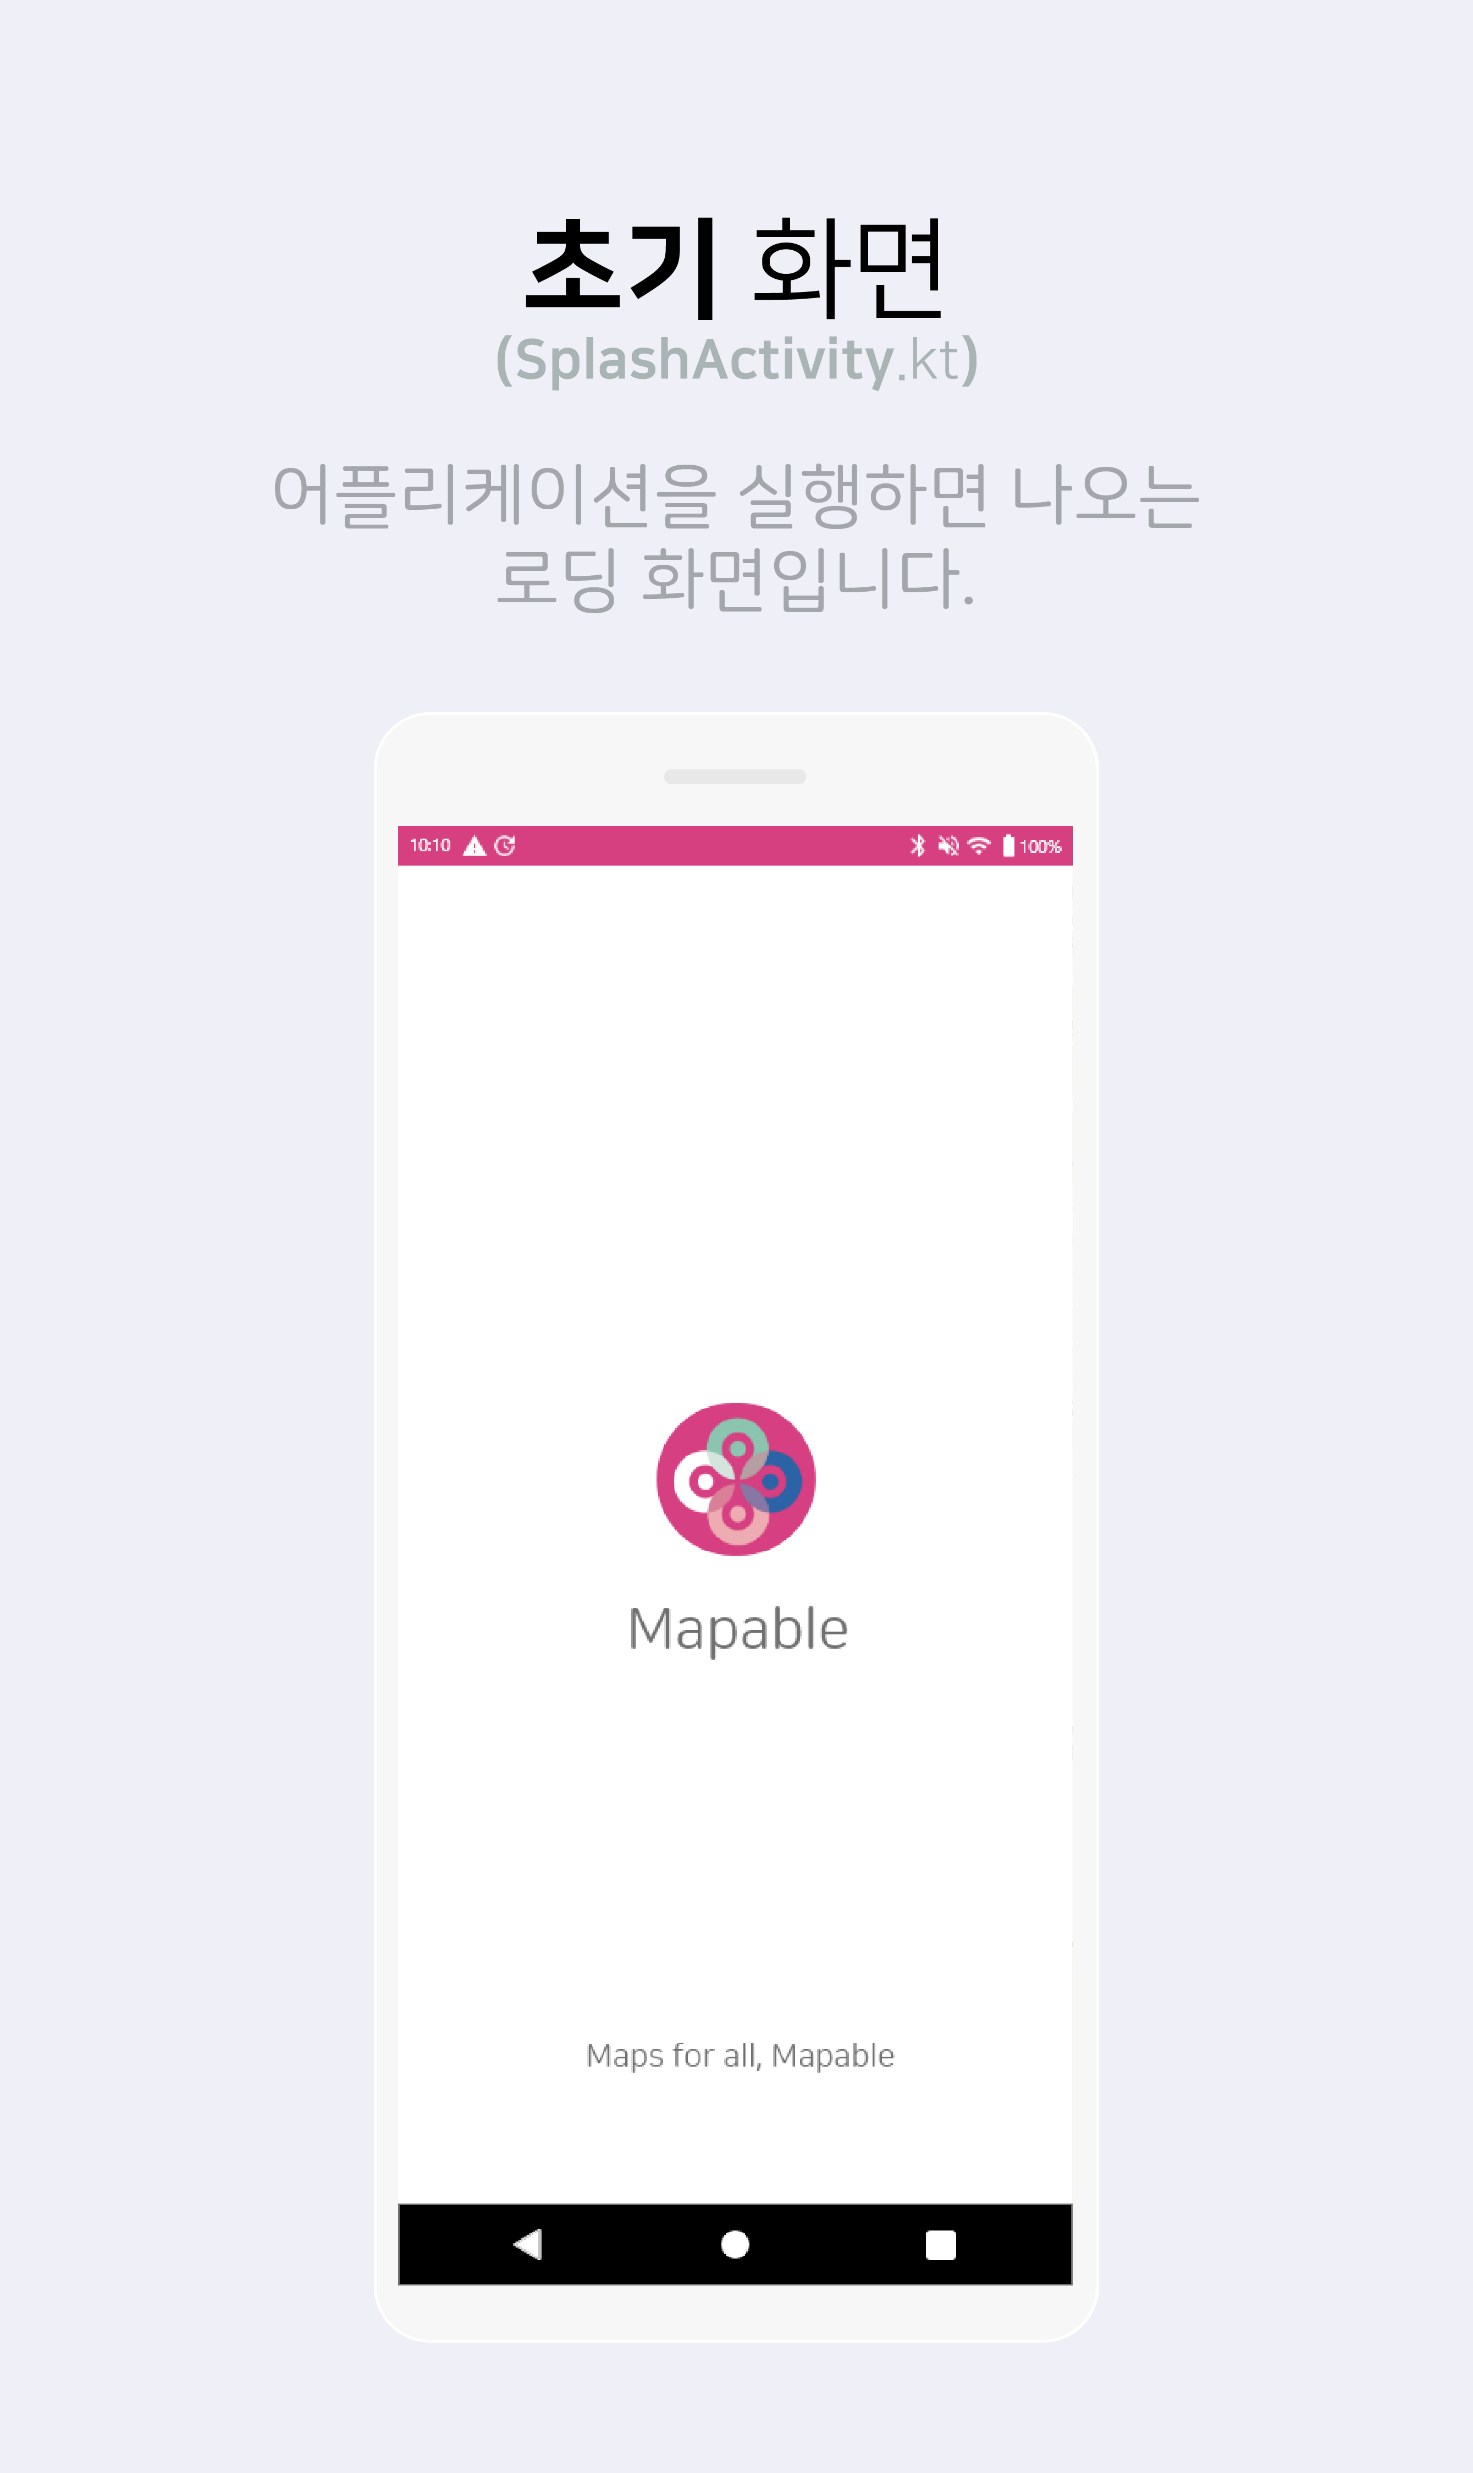 초기 화면
(SplashActivity.kt)
어플리케이션을 실행하면 나오는
로딩 화면입니다.
10:10 100%
Mapable
Maps for all, Mapable